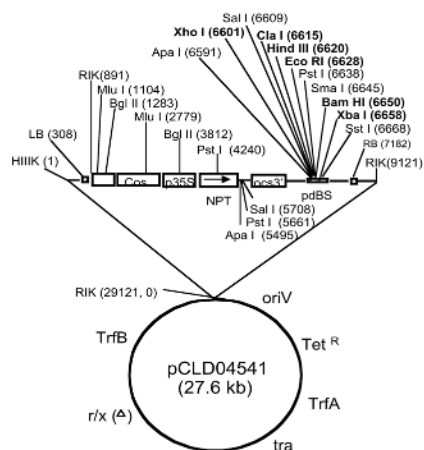 Sal I (6609)
Xho I (6601)
Cla I (6615)
Hind III (6620)
Apa I (6591)
Eco RI (6628)
Pst I (6638)
Sma I (6645)
Bam HI (6650)
Xba I (6658)
Sst I (6668)
RB (7182)
RIK(9121)
RIK(891)
Mlu I (1104)
Bgl II (1283)
Mlu I (2779)
Bgl II (3812)
Pst I (4240)
LB (308)
HIIIK (1)
Cos
p35S
NPT
ocs3'
pdBS
Sal I (5708)
Pst I (5661)
Apa I (5495)
RIK (29121, 0)
oriV
TrfB
Tet R
pCLD04541
(27.6 kb)
TrfA
r/x (Δ)
tra